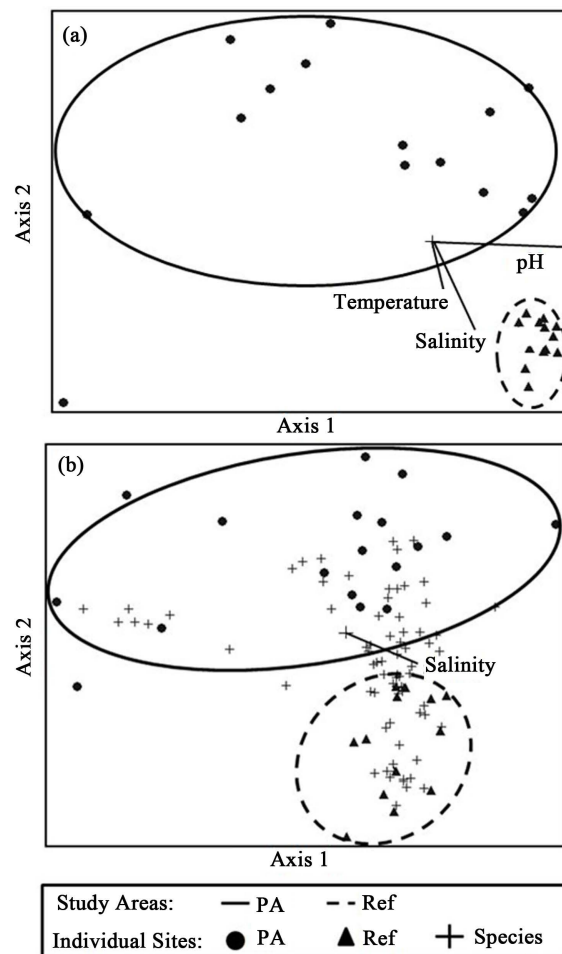 (a)
Axis 2
pH
Temperature
Salinity
Axis 1
(b)
Axis 2
Salinity
Axis 1
Study Areas: PA Ref
Individual Sites: PA Ref Species